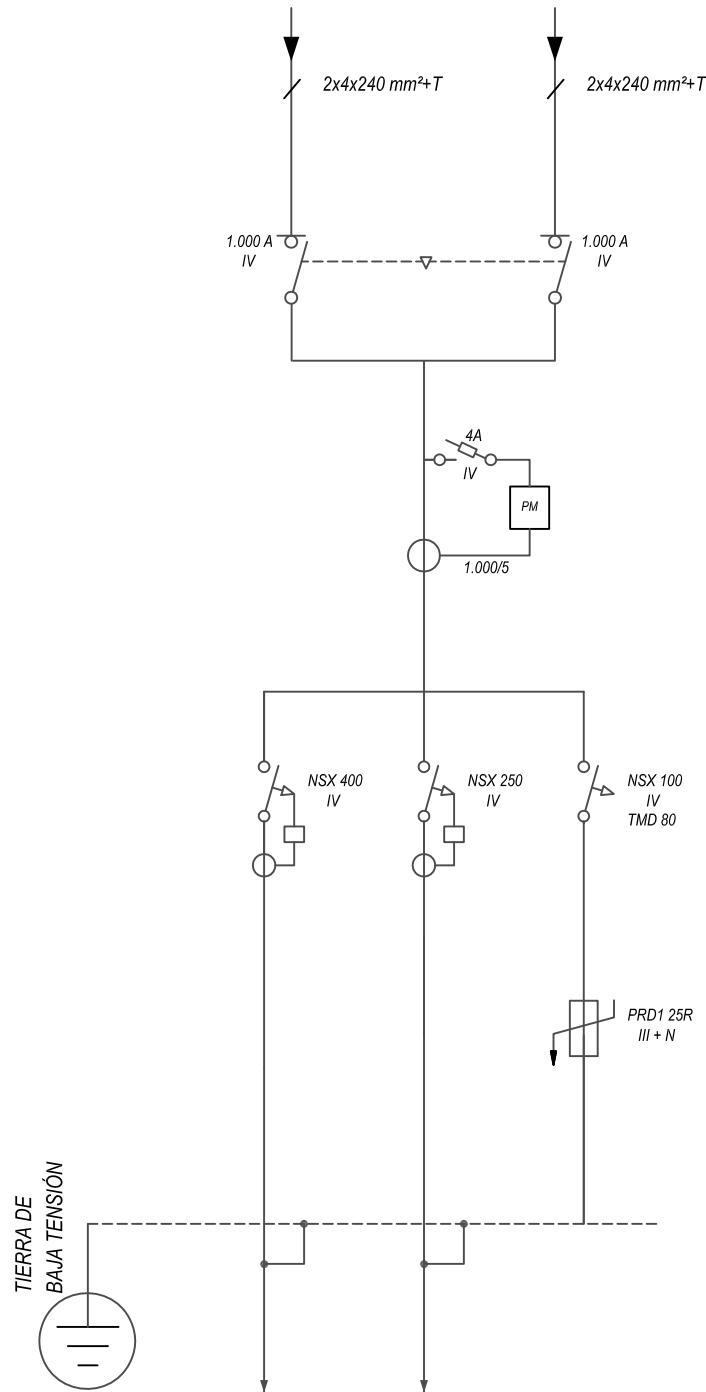 2x4x240 mm²+T
2x4x240 mm²+T
1.000 A
IV
1.000 A
IV
4A
IV
PM
1.000/5
NSX 400
IV
NSX 250
IV
NSX 100
IV
TMD 80
PRD1 25R
III + N
TIERRA DE
BAJA TENSIÓN